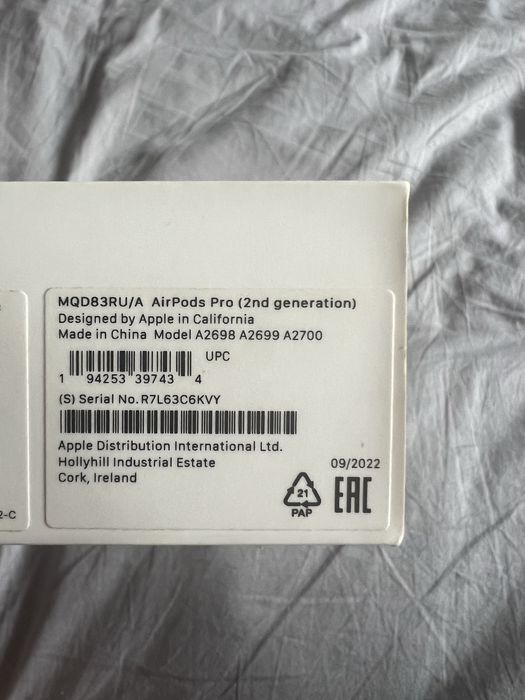 MQD83RU/A AirPods Pro (2nd generation)
Designed by Apple in California
Made in China Model A2698 A2699 A2700
UPC
1 94253 39743 4
(S) Serial No.R7L63C6KVY
Apple Distribution International Ltd.
Hollyhill Industrial Estate
Cork, Ireland
09/2022
21
PAP
EAC
2-C